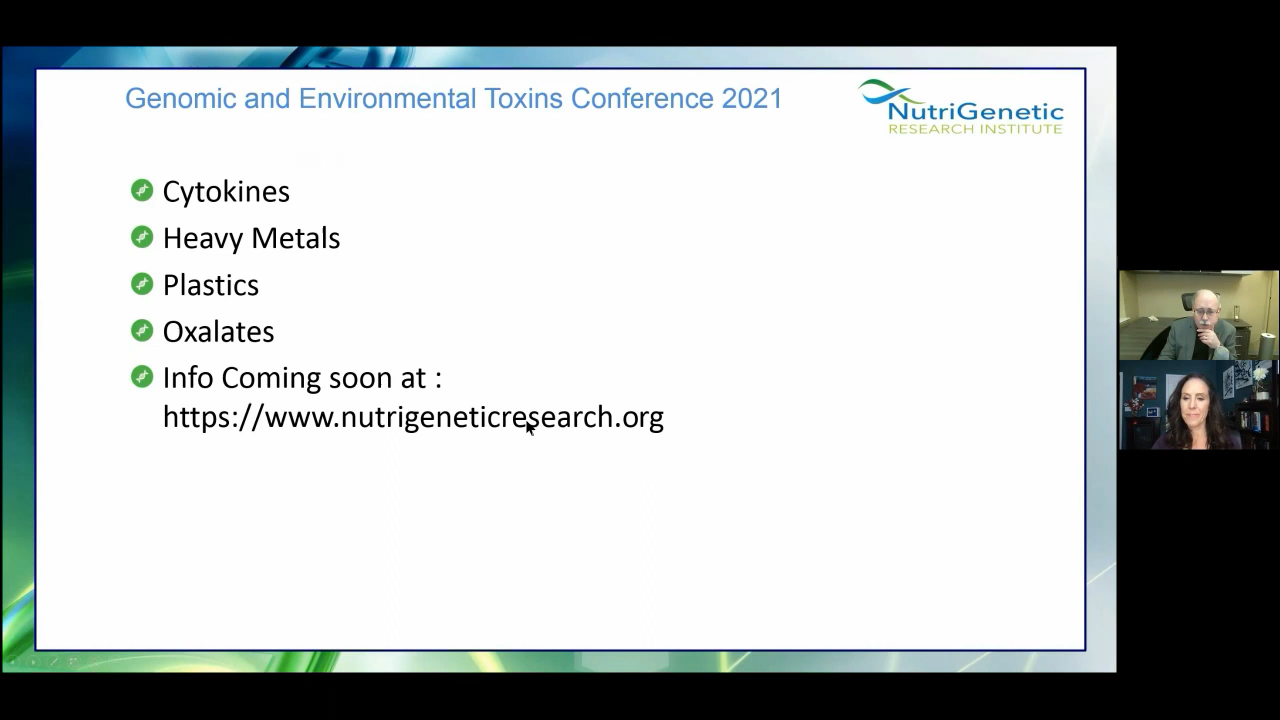 Genomic and Environmental Toxins Conference 2021
NutriGenetic
RESEARCH INSTITUTE
Cytokines
Heavy Metals
Plastics
Oxalates
Info Coming soon at :
https://www.nutrigeneticresearch.org